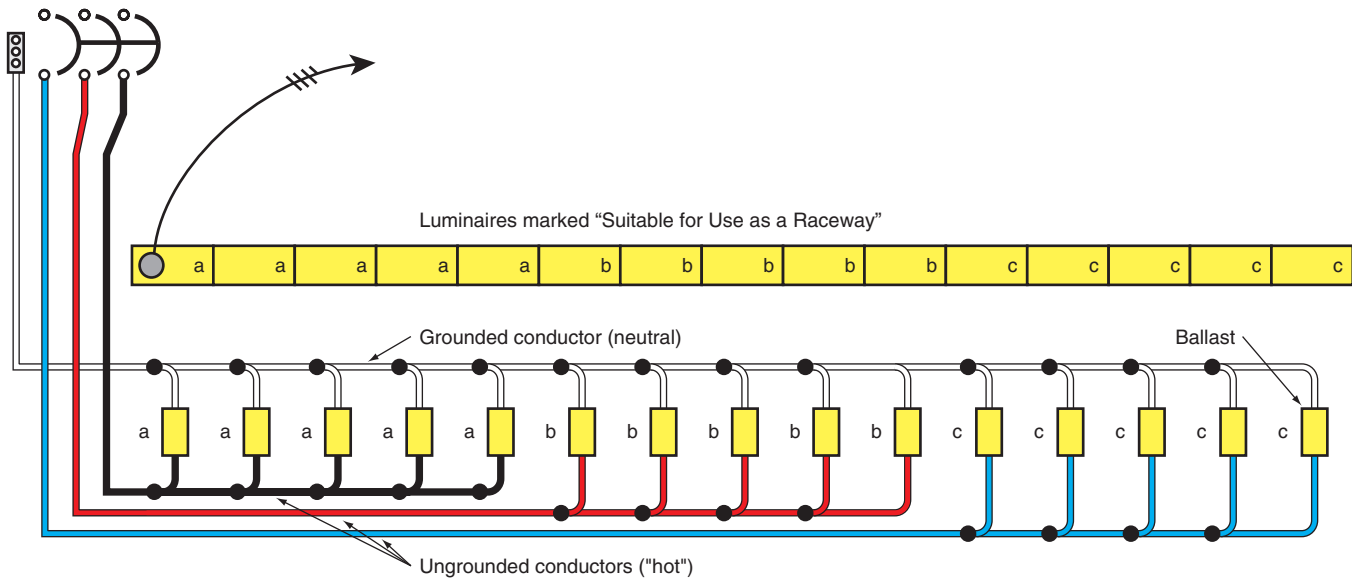 Luminaires marked “Suitable for Use as a Raceway”
a a a a a b b b b b c c c c c
Grounded conductor (neutral)
Ballast
a a a a a b b b b b c c c c c
Ungrounded conductors ("hot")